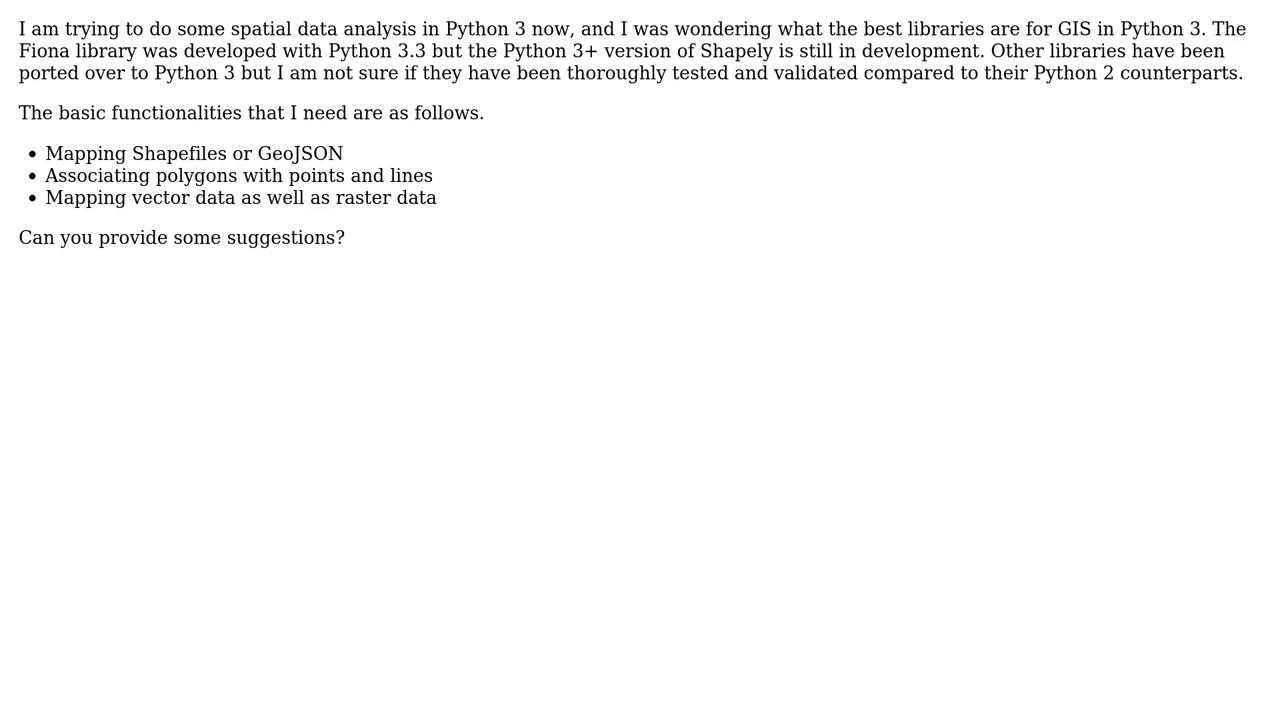 I am trying to do some spatial data analysis in Python 3 now, and I was wondering what the best libraries are for GIS in Python 3. The
Fiona library was developed with Python 3.3 but the Python 3+ version of Shapely is still in development. Other libraries have been
ported over to Python 3 but I am not sure if they have been thoroughly tested and validated compared to their Python 2 counterparts.
The basic functionalities that I need are as follows.
• Mapping Shapefiles or GeoJSON
• Associating polygons with points and lines
• Mapping vector data as well as raster data
Can you provide some suggestions?